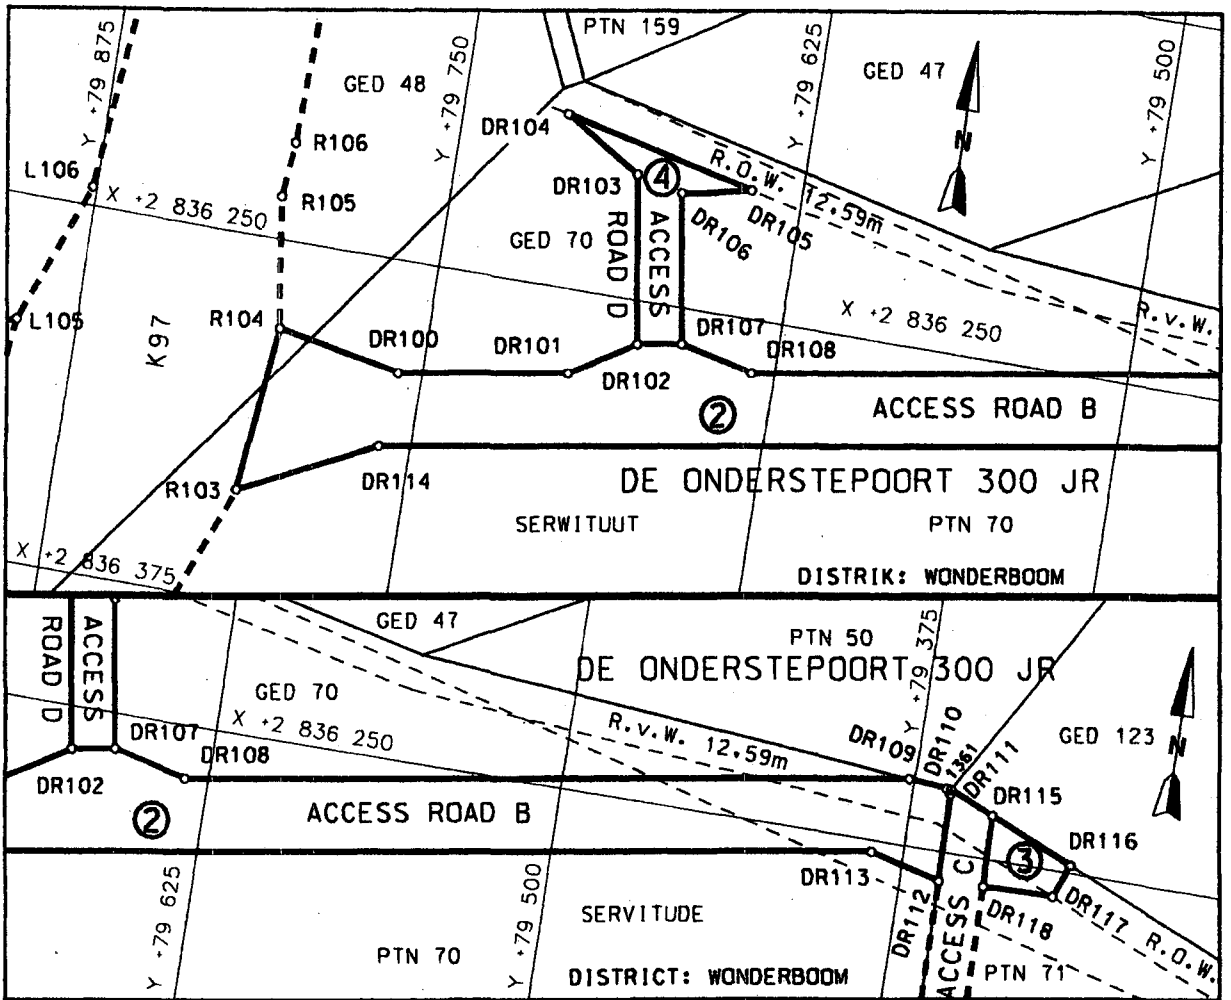 Y +79 875
PTN 159
Y +79 750
Y +79 625
GED 47
Y +79 500
GED 48
DR104
R106
N
L106
R.O.W. 12.59m
DR103
④
R105
X +2 836 250
DR105
DR106
GED 70
ROAD D
ACCESS
L105
R104
K97
X +2 836 250
R.v.W.
DR100
DR101
DR107
DR108
DR102
②
ACCESS ROAD B
R103
DR114
DE ONDERSTEPOORT 300 JR
SERWITUUT
PTN 70
X +2 836 375
DISTRIK: WONDERBOOM
ROAD D
ACCESS
GED 47
PTN 50
DE ONDERSTEPOORT 300 JR
Y +79 375
GED 70
X +2 836 250
R.v.W. 12.59m
GED 123
N
DR107
DR108
DR109
DR110
1361
DR111
DR102
DR115
②
ACCESS ROAD B
DR116
③
DR113
DR112
DR117
DR118
ACCESS C
SERVITUDE
R.O.W.
Y +79 625
Y +79 500
PTN 70
PTN 71
DISTRICT: WONDERBOOM